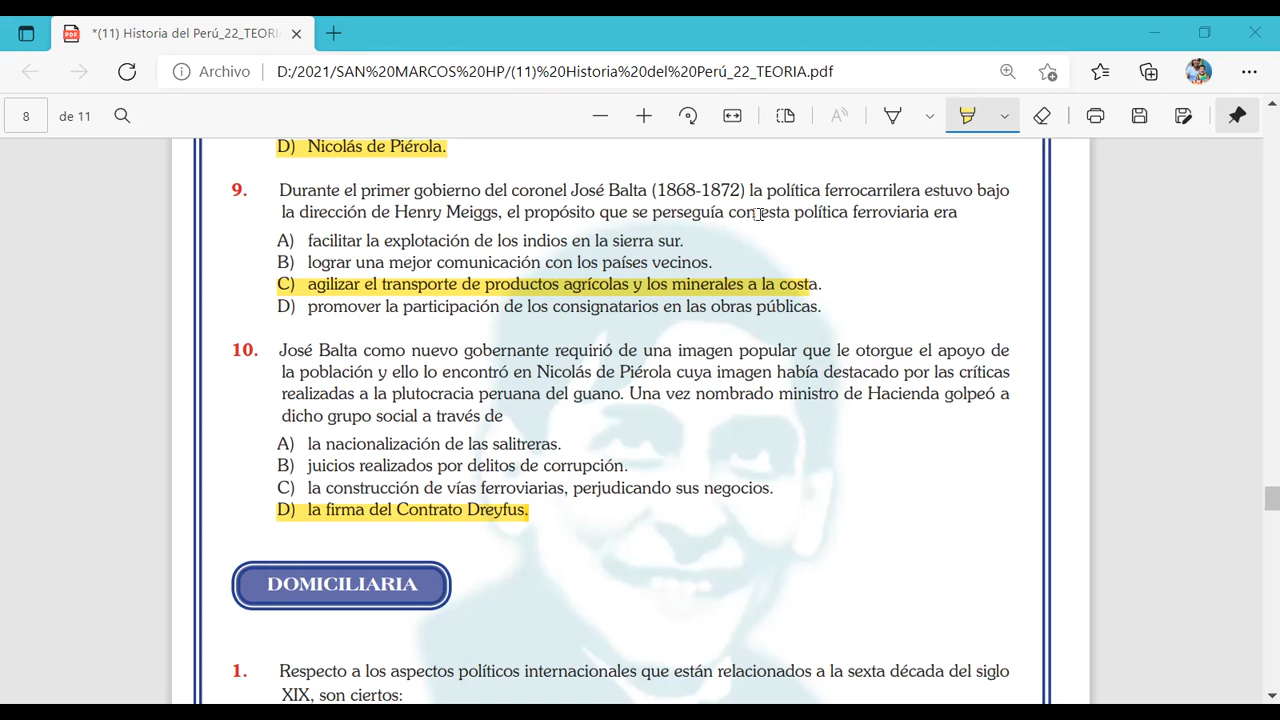 *(11) Historia del Perú_22_TEORI
Archivo
D:/2021/SAN%20MARCOS%20HP/(11)%20Historia%20del%20Perú_22_TEORIA.pdf
8
de 11
D) Nicolás de Piérola.
9. Durante el primer gobierno del coronel José Balta (1868-1872) la política ferrocarrilera estuvo bajo
la dirección de Henry Meiggs, el propósito que se perseguía con esta política ferroviaria era
A) facilitar la explotación de los indios en la sierra sur.
B) lograr una mejor comunicación con los países vecinos.
C) agilizar el transporte de productos agrícolas y los minerales a la costa.
D) promover la participación de los consignatarios en las obras públicas.
10. José Balta como nuevo gobernante requirió de una imagen popular que le otorgue el apoyo de
la población y ello lo encontró en Nicolás de Piérola cuya imagen había destacado por las críticas
realizadas a la plutocracia peruana del guano. Una vez nombrado ministro de Hacienda golpeó a
dicho grupo social a través de
A) la nacionalización de las salitreras.
B) juicios realizados por delitos de corrupción.
C) la construcción de vías ferroviarias, perjudicando sus negocios.
D) la firma del Contrato Dreyfus.
DOMICILIARIA
1. Respecto a los aspectos políticos internacionales que están relacionados a la sexta década del siglo
XIX, son ciertos: